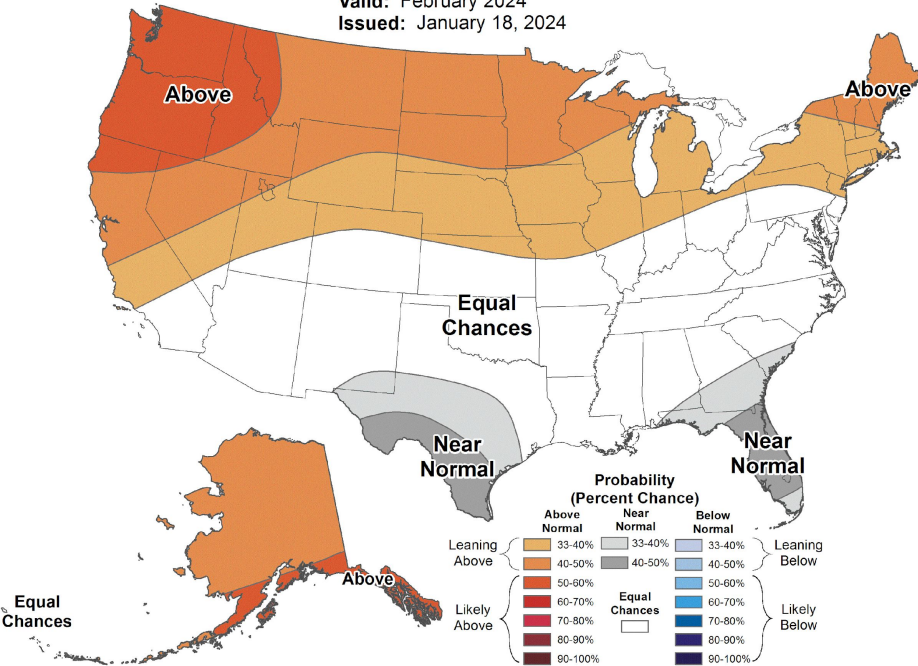 Valid: February 2024
Issued: January 18, 2024
Above
Above
Equal
Chances
Near
Normal
Near
Normal
Above
Equal
Chances
Probability
(Percent Chance)
Above
Normal
Near
Normal
Below
Normal
Leaning
Above
33-40%
33-40%
33-40%
Leaning
Below
40-50%
40-50%
40-50%
Likely
Above
50-60%
50-60%
Likely
Below
60-70%
Equal
Chances
60-70%
70-80%
70-80%
80-90%
80-90%
90-100%
90-100%